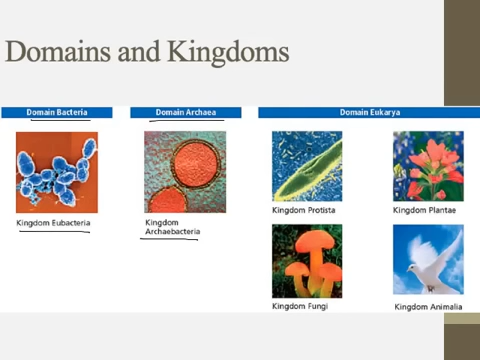 Domains and Kingdoms
Domain Bacteria
Domain Archaea
Domain Eukarya
Kingdom Eubacteria
Kingdom
Archaebacteria
Kingdom Protista
Kingdom Plantae
Kingdom Fungi
Kingdom Animalia